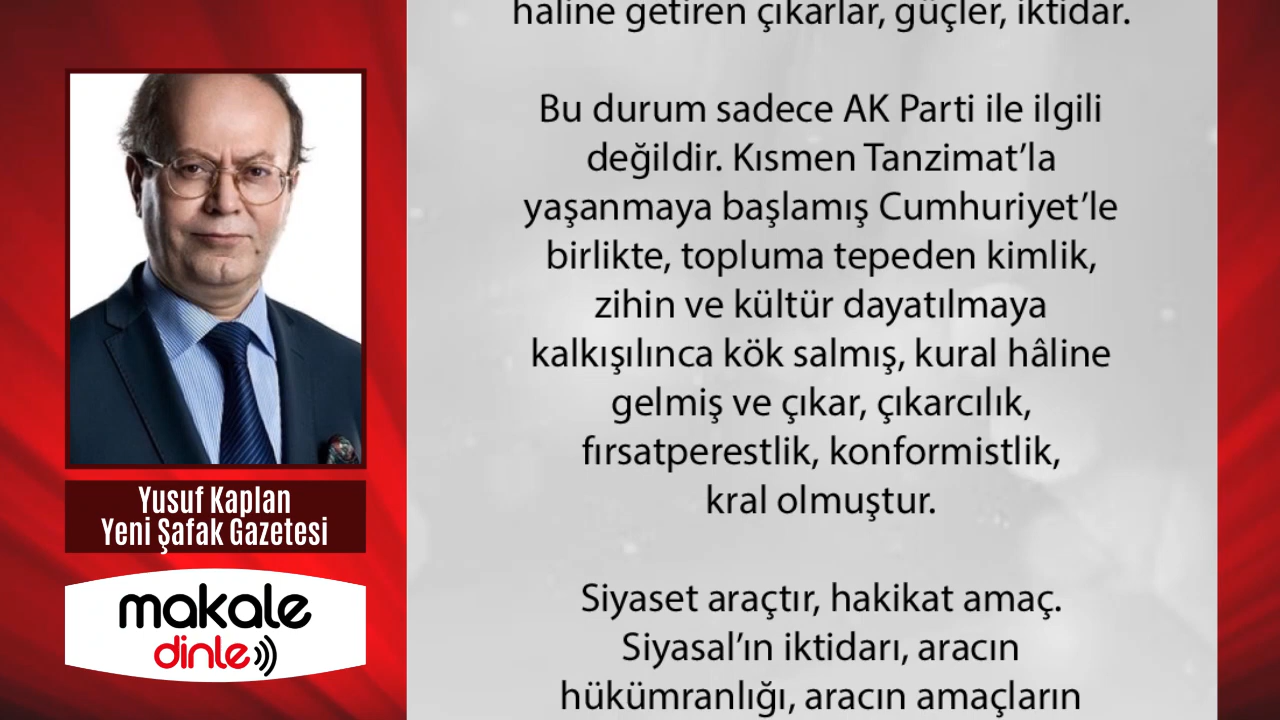 haline getiren çıkarlar, güçler, iktidar.
Bu durum sadece AK Parti ile ilgili
değildir. Kısmen Tanzimat’la
yaşanmaya başlamış Cumhuriyet’le
birlikte, topluma tepeden kimlik,
zihin ve kültür dayatılmaya
kalkışılınca kök salmış, kural hâline
gelmiş ve çıkar, çıkarcılık,
fırsatperestlik, konformistlik,
kral olmuştur.
Siyaset araçtır, hakikat amaç.
Siyasal’ın iktidarı, aracın
hükümranlığı, aracın amaçların
Yusuf Kaplan
Yeni Şafak Gazetesi
makale
dinle